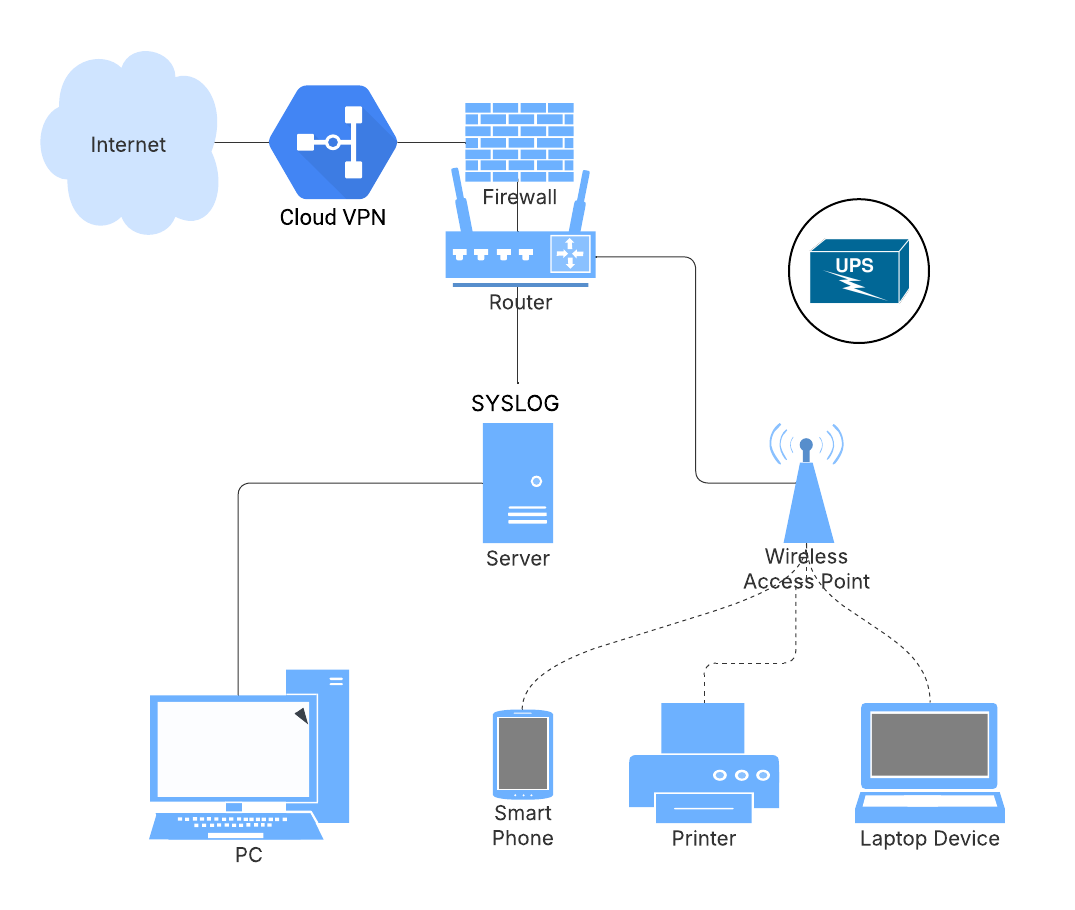 Internet
Cloud VPN
Firewall
Router
UPS
SYSLOG
Server
Wireless
Access Point
PC
Smart
Phone
Printer
Laptop Device